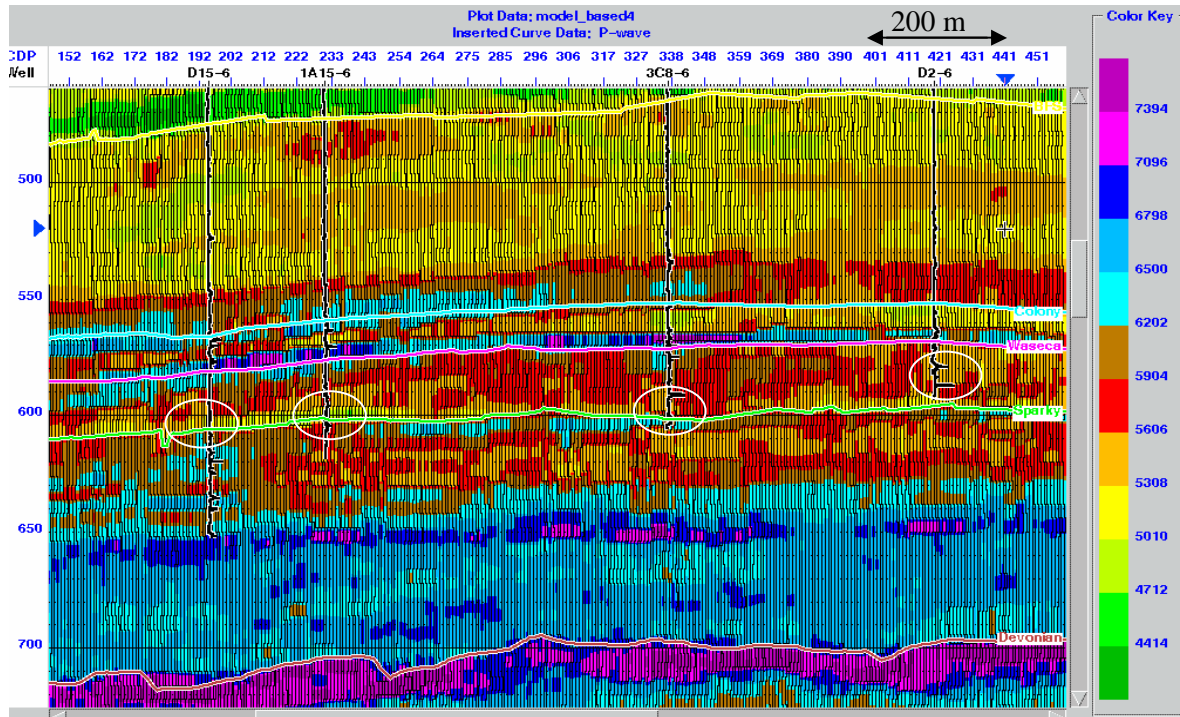 Plot Data: model_based4
Inserted Curve Data: P-wave
200 m
Color Key
CDP 152 162 172 182 192 202 212 222 233 243 254 264 275 285 296 306 317 327 338 348 359 369 380 390 401 411 421 431 441 451
Well D15-6 1A15-6 3C8-6 D2-6
500
550
600
650
700
Colony
Waseca
Sparky
Devonian
7394
7096
6798
6500
6202
5904
5606
5308
5010
4712
4414